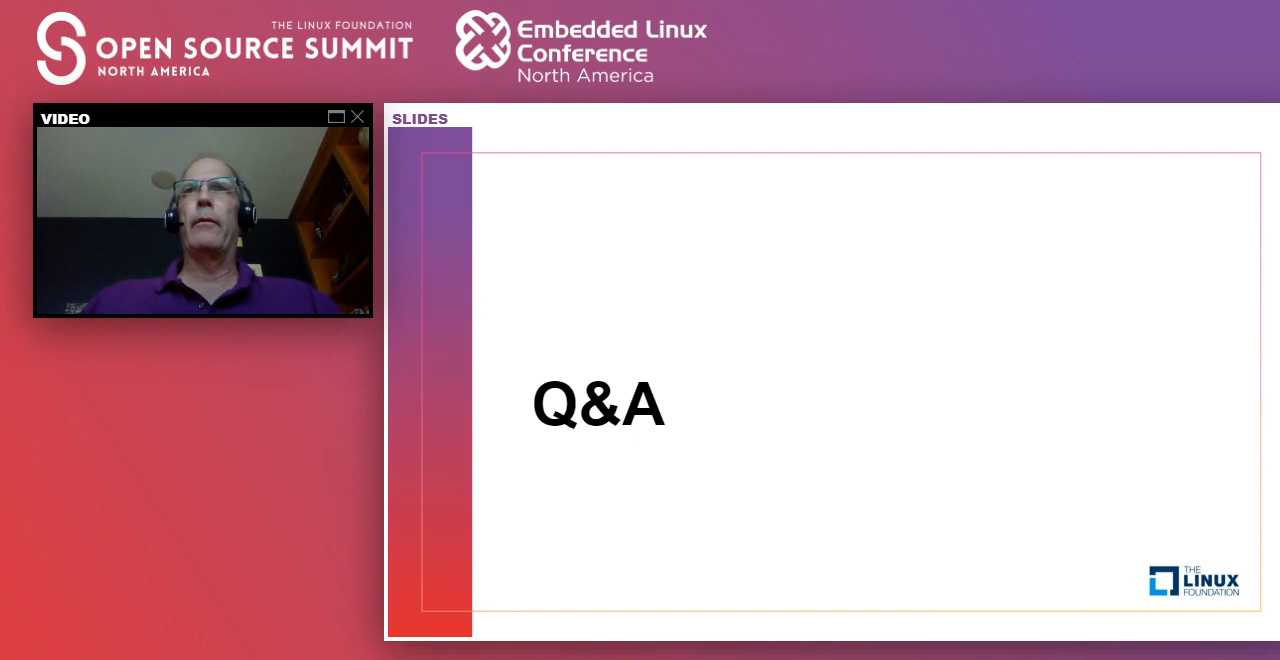 THE LINUX FOUNDATION
OPEN SOURCE SUMMIT
NORTH AMERICA
Embedded Linux
Conference
North America
VIDEO
SLIDES
Q&A
THE
LINUX
FOUNDATION